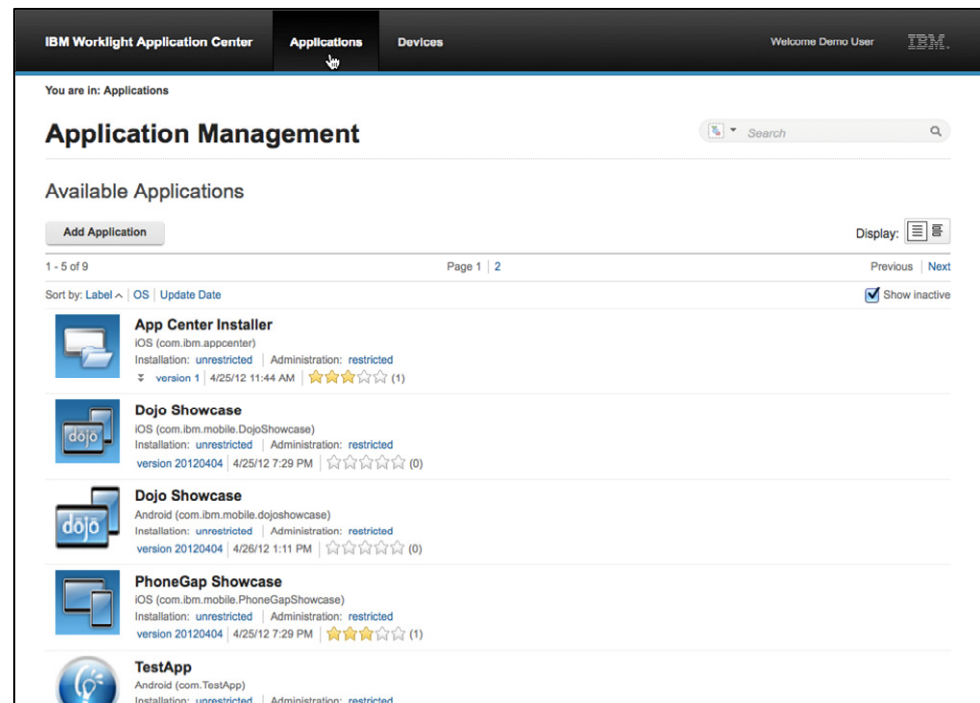 IBM Worklight Application Center Applications Devices Welcome Demo User IBM.
You are in: Applications
Application Management Search
Available Applications
Add Application Display:
1 - 5 of 9 Page 1 | 2 Previous | Next
Sort by: Label | OS | Update Date Show inactive
App Center Installer
iOS (com.ibm.appcenter)
Installation: unrestricted | Administration: restricted
version 1 | 4/25/12 11:44 AM | (1)
dojo
Dojo Showcase
iOS (com.ibm.mobile.DojoShowcase)
Installation: unrestricted | Administration: restricted
version 20120404 | 4/25/12 7:29 PM | (0)
dojo
Dojo Showcase
Android (com.ibm.mobile.dojoshowcase)
Installation: unrestricted | Administration: restricted
version 20120404 | 4/26/12 1:11 PM | (0)
PhoneGap Showcase
iOS (com.ibm.mobile.PhoneGapShowcase)
Installation: unrestricted | Administration: restricted
version 20120404 | 4/25/12 7:29 PM | (1)
TestApp
Android (com.TestApp)
Installation: unrestricted | Administration: restricted